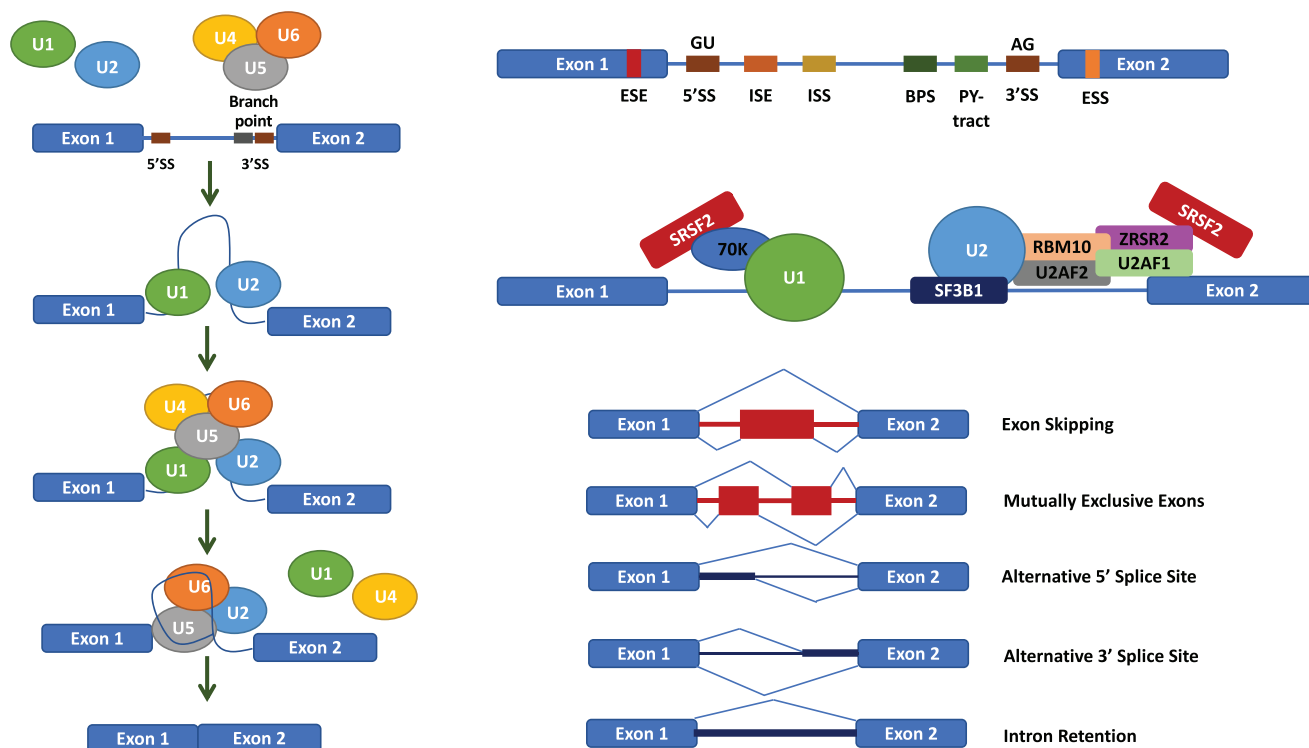 U1
U2
U4
U6
U5
Branch
point
Exon 1
Exon 2
5'SS
3'SS
U1
U2
Exon 1
Exon 2
U4
U6
U5
U1
U2
Exon 1
Exon 2
U6
U2
U5
U1
U4
Exon 1
Exon 2
Exon 1
Exon 2
GU
AG
Exon 1
Exon 2
ESE
5'SS
ISE
ISS
BPS
PY-
tract
3'SS
ESS
SRSF2
70K
U1
Exon 1
U2
SF3B1
RBM10
U2AF2
ZRSR2
U2AF1
SRSF2
Exon 2
Exon 1
Exon 2
Exon Skipping
Exon 1
Exon 2
Mutually Exclusive Exons
Exon 1
Exon 2
Alternative 5' Splice Site
Exon 1
Exon 2
Alternative 3’ Splice Site
Exon 1
Exon 2
Intron Retention